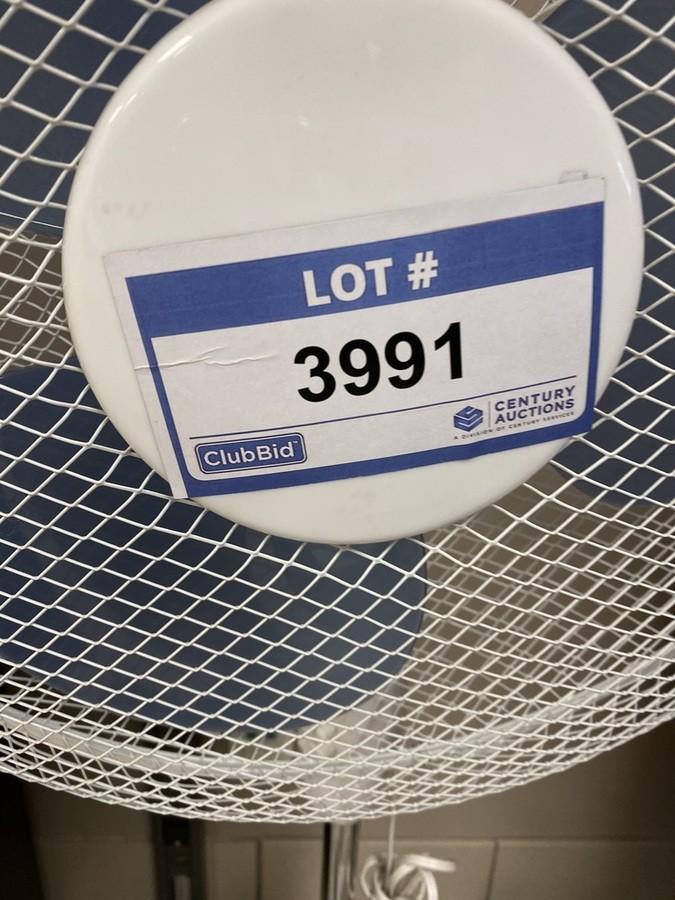 LOT #
3991
CENTURY
AUCTIONS
A DIVISION OF CENTURY SERVICES
ClubBid